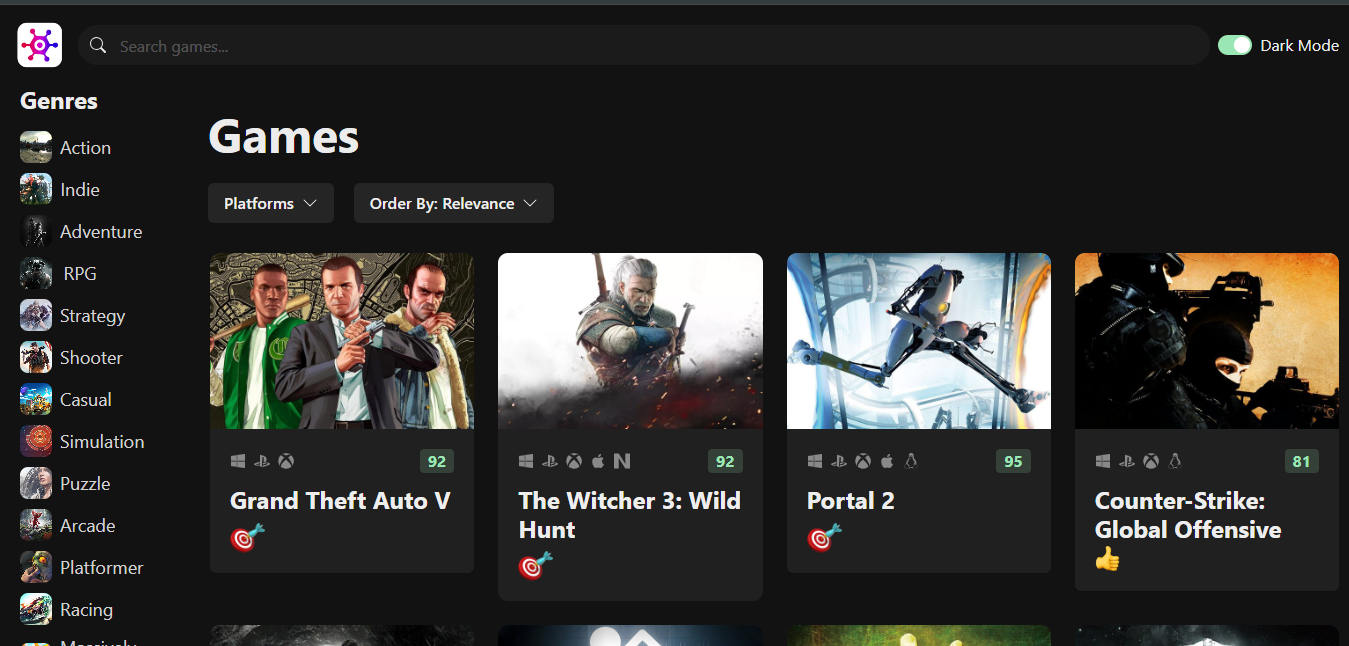 Search games...
Dark Mode
Genres
Action
Indie
Adventure
RPG
Strategy
Shooter
Casual
Simulation
Puzzle
Arcade
Platformer
Racing
Massively
Games
Platforms
Order By: Relevance
92
Grand Theft Auto V
92
The Witcher 3: Wild
Hunt
95
Portal 2
81
Counter-Strike:
Global Offensive